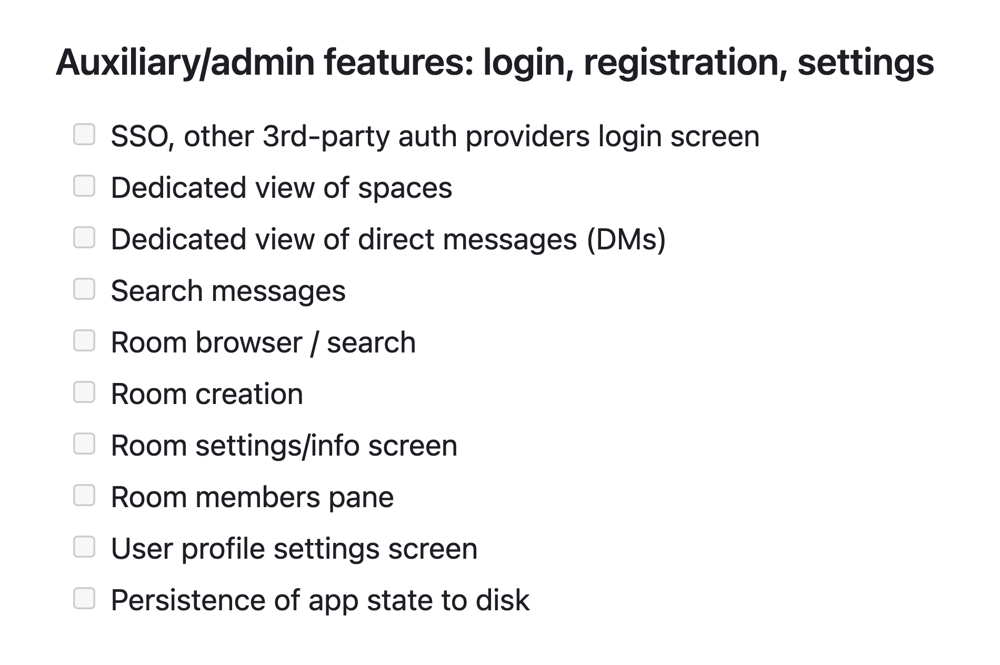 Auxiliary/admin features: login, registration, settings
SSO, other 3rd-party auth providers login screen
Dedicated view of spaces
Dedicated view of direct messages (DMs)
Search messages
Room browser / search
Room creation
Room settings/info screen
Room members pane
User profile settings screen
Persistence of app state to disk